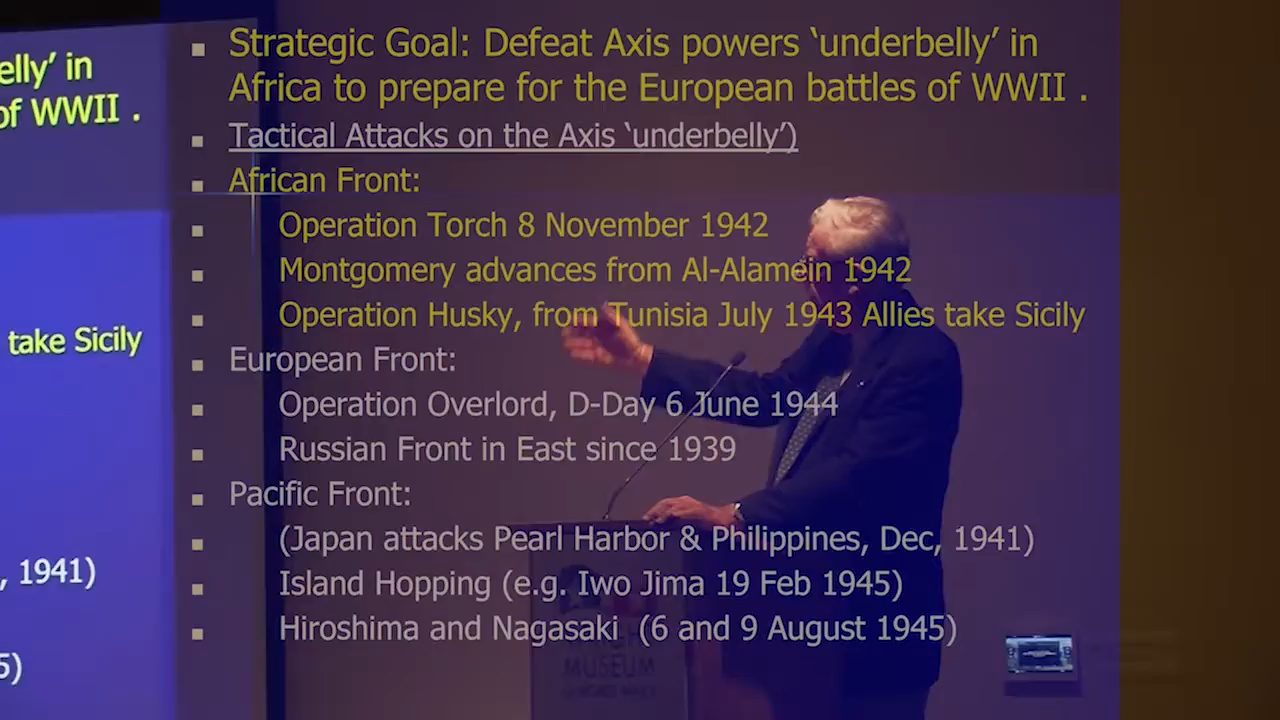 elly’ in
of WWII .
take Sicily
, 1941)
5)
Strategic Goal: Defeat Axis powers ‘underbelly’ in
Africa to prepare for the European battles of WWII .
Tactical Attacks on the Axis ‘underbelly’)
African Front:
Operation Torch 8 November 1942
Montgomery advances from Al-Alamein 1942
Operation Husky, from Tunisia July 1943 Allies take Sicily
European Front:
Operation Overlord, D-Day 6 June 1944
Russian Front in East since 1939
Pacific Front:
(Japan attacks Pearl Harbor & Philippines, Dec, 1941)
Island Hopping (e.g. Iwo Jima 19 Feb 1945)
Hiroshima and Nagasaki (6 and 9 August 1945)
MUSEUM